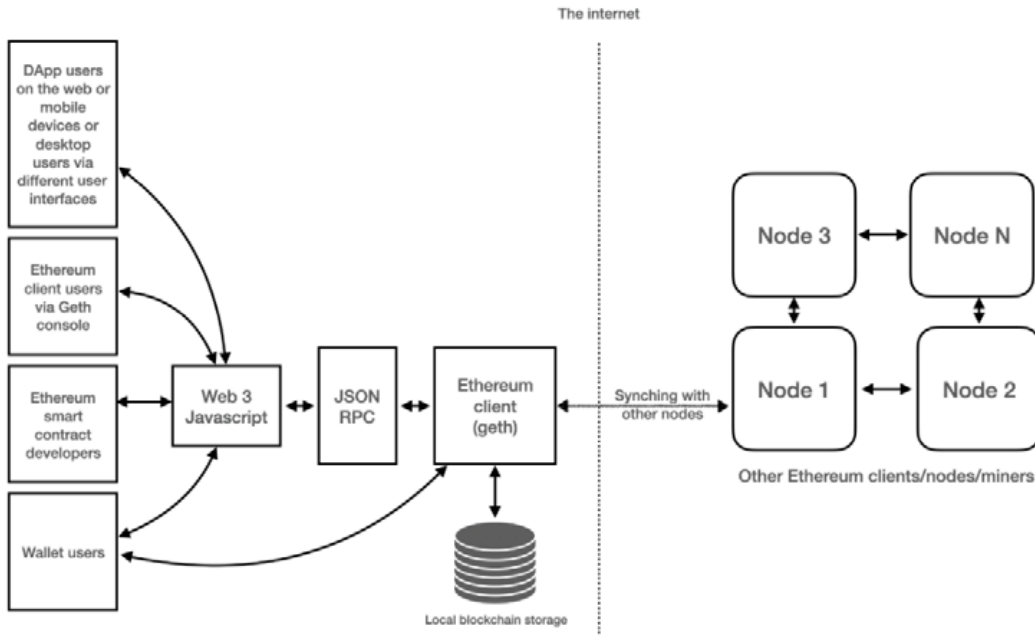 The internet
DApp users
on the web or
mobile
devices or
desktop
users via
different user
interfaces
Ethereum
client users
via Geth
console
Ethereum
smart
contract
developers
Wallet users
Web 3
Javascript
JSON
RPC
Ethereum
client
(geth)
Local blockchain storage
Synching with
other nodes
Node 3
Node N
Node 1
Node 2
Other Ethereum clients/nodes/miners